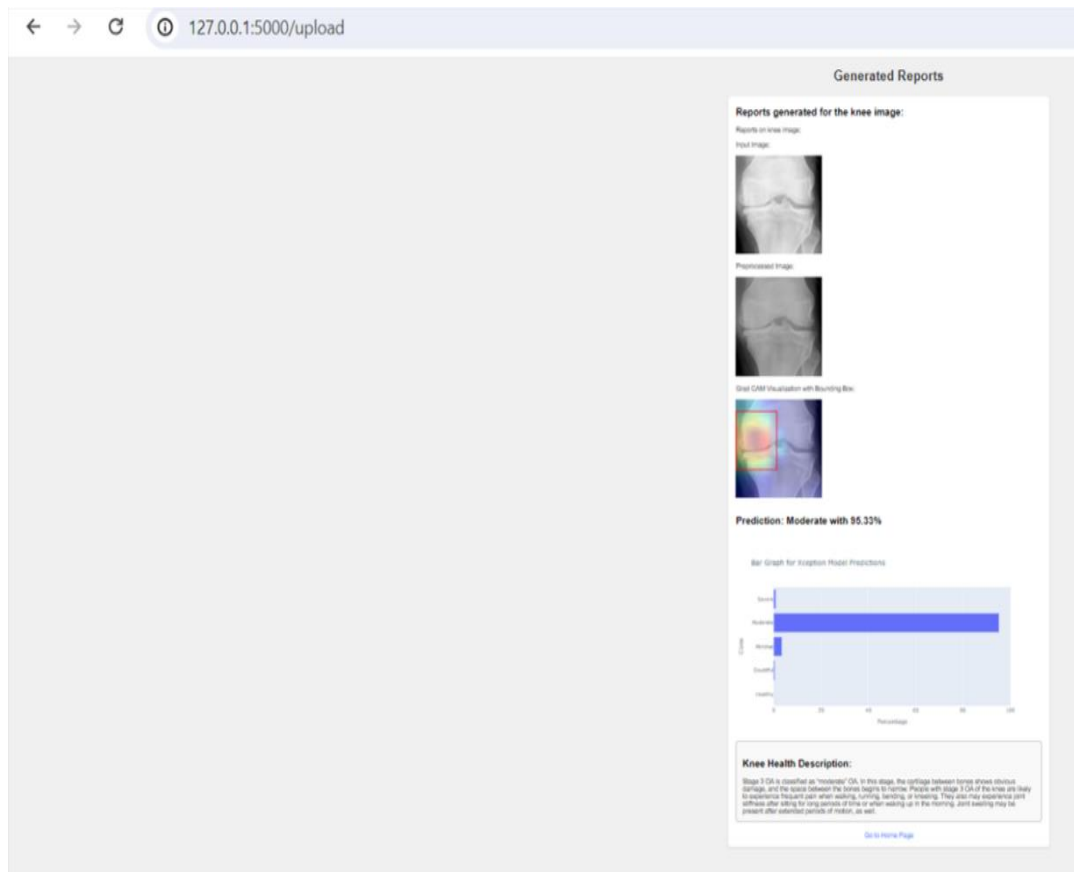 127.0.0.1:5000/upload
Generated Reports
Reports generated for the knee image:
Reports on knee image:
Input Image:
Preprocessed Image:
Grad CAM Visualization with Bounding Box:
Prediction: Moderate with 95.33%
Bar Graph for Xception Model Predictions
Severe
Moderate
Minimal
Doubtful
Healthy
Class
0 20 40 60 80 100
Percentage
Knee Health Description:
Stage 3 OA is classified as "moderate" OA. In this stage, the cartilage between bones shows obvious
damage, and the space between the bones begins to narrow. People with stage 3 OA of the knee are likely
to experience frequent pain when walking, running, bending, or kneeling. They also may experience joint
stiffness after sitting for long periods of time or when waking up in the morning. Joint swelling may be
present after extended periods of motion, as well.
Go to Home Page